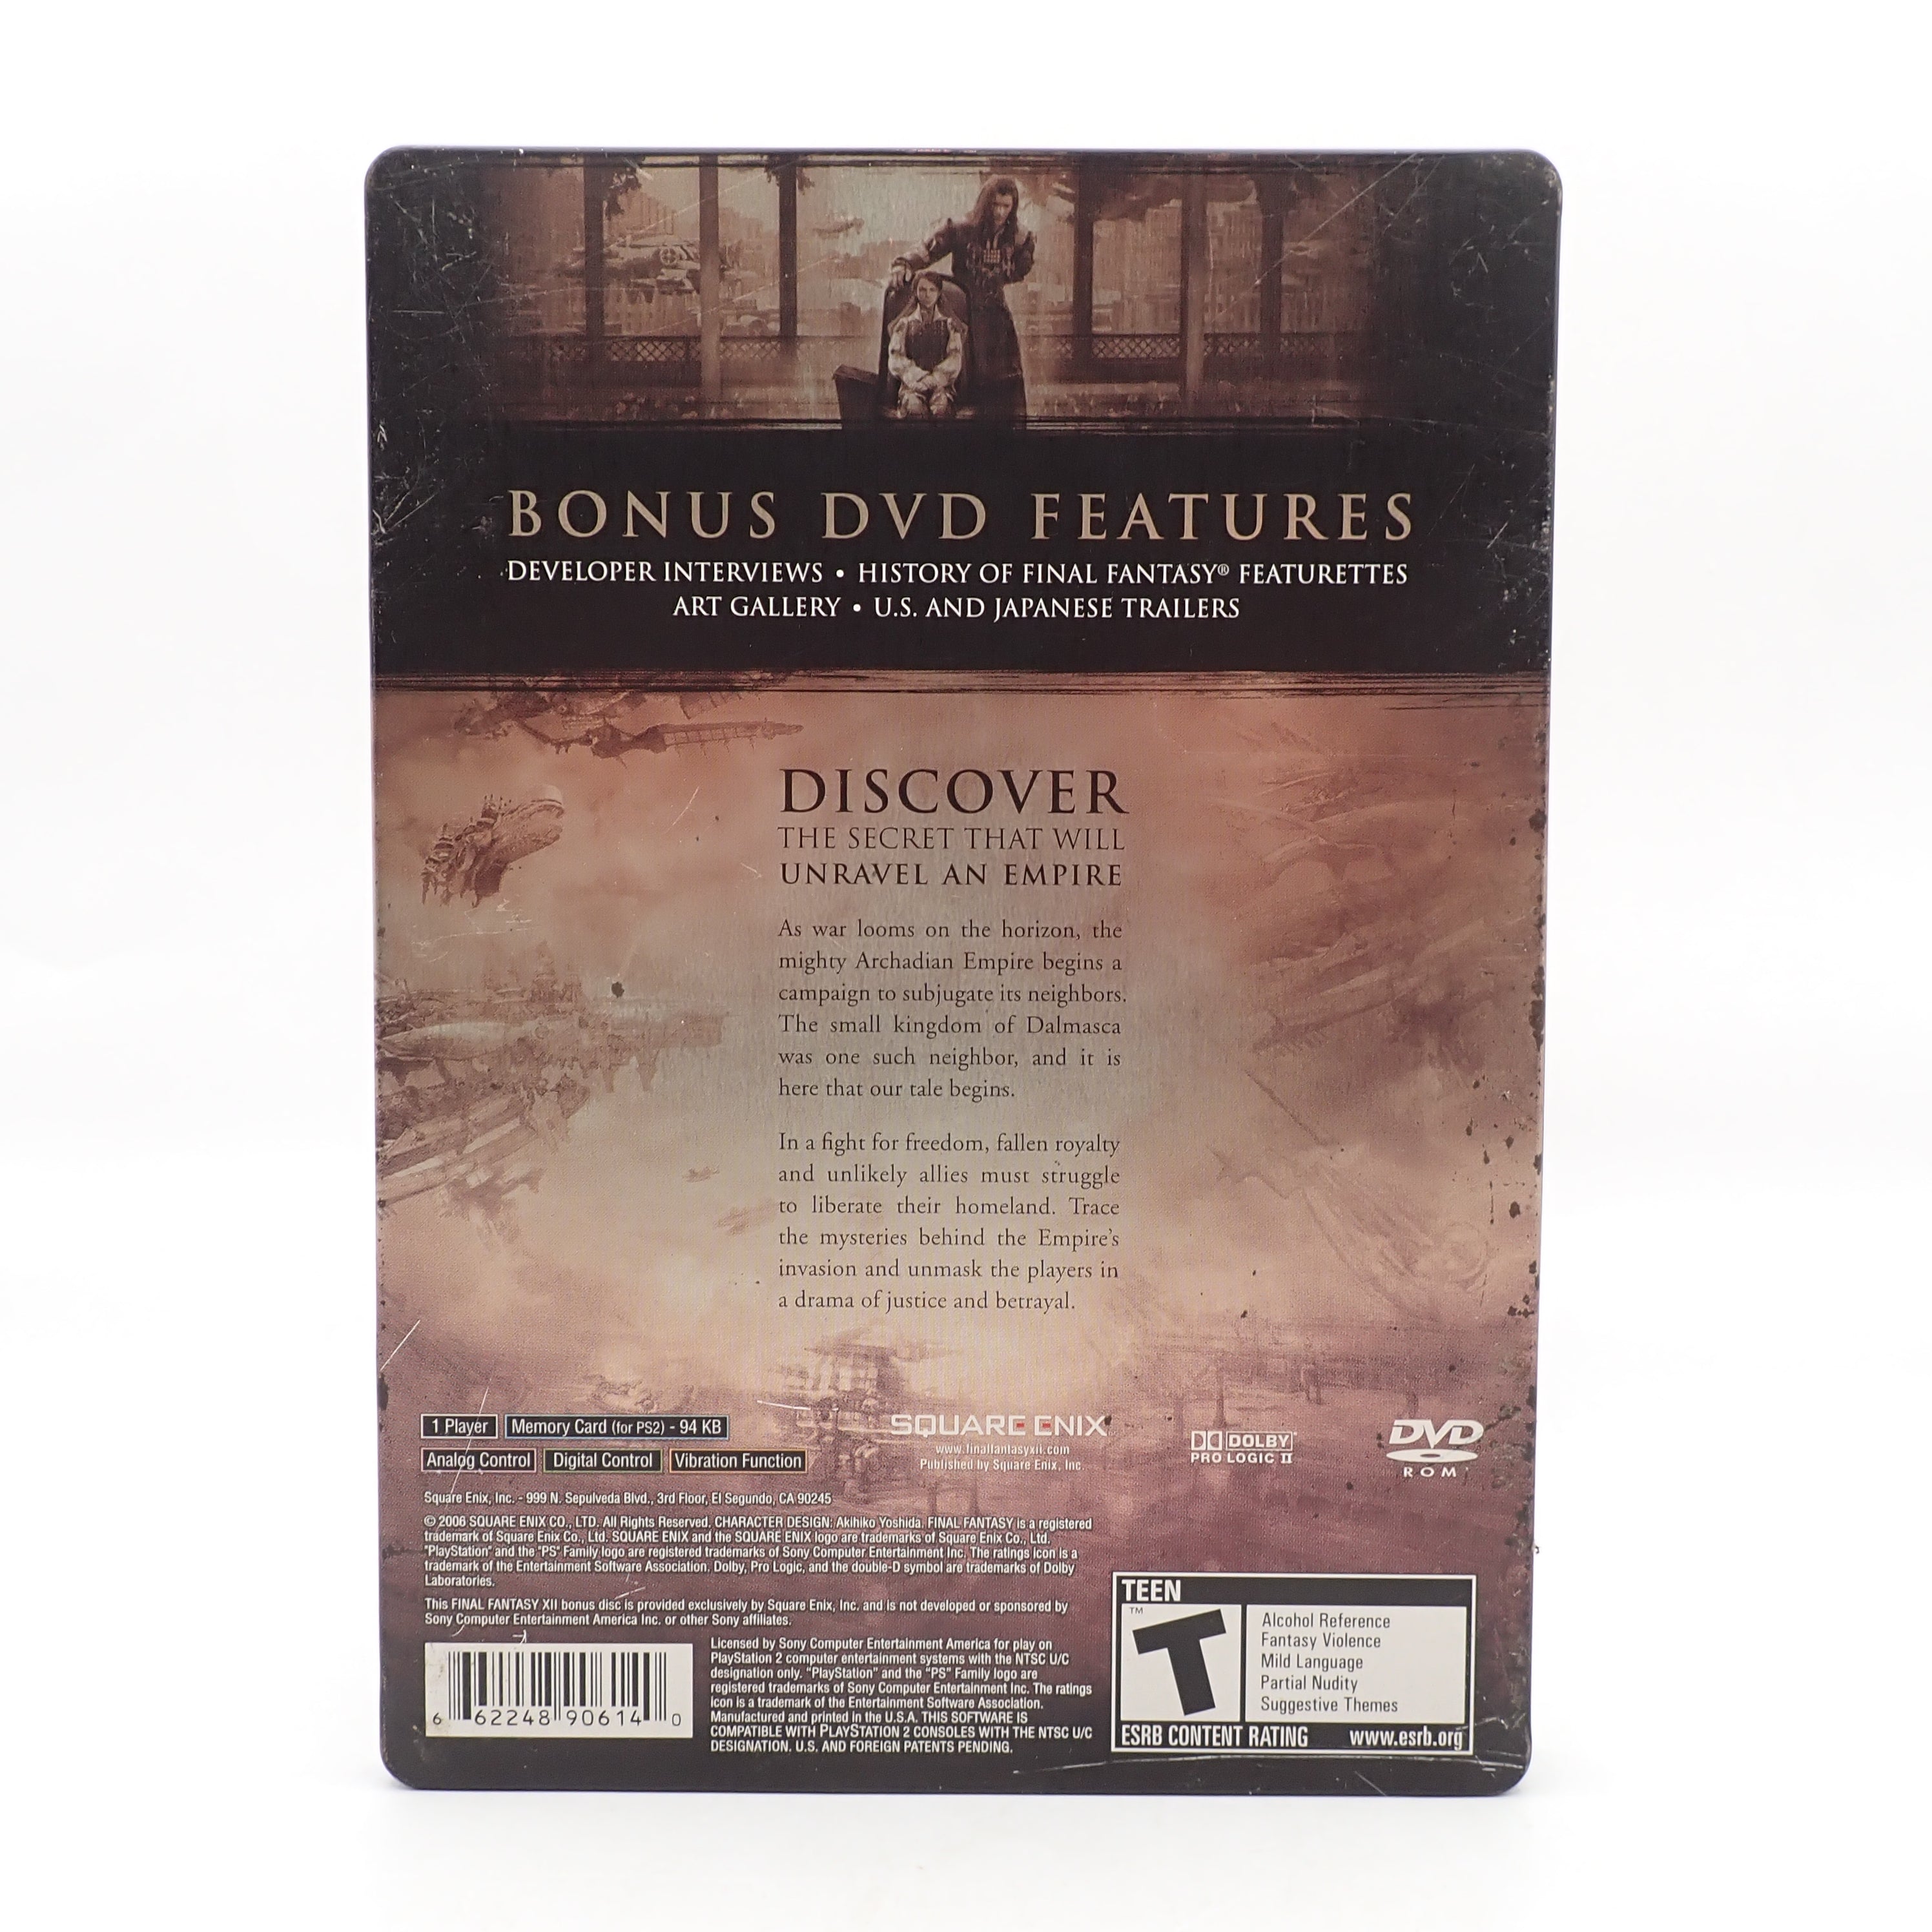 BONUS DVD FEATURES
DEVELOPER INTERVIEWS • HISTORY OF FINAL FANTASY® FEATURETTES
ART GALLERY • U.S. AND JAPANESE TRAILERS
DISCOVER
THE SECRET THAT WILL
UNRAVEL AN EMPIRE
As war looms on the horizon, the
mighty Archadian Empire begins a
campaign to subjugate its neighbors.
The small kingdom of Dalmasca
was one such neighbor, and it is
here that our tale begins.
In a fight for freedom, fallen royalty
and unlikely allies must struggle
to liberate their homeland. Trace
the mysteries behind the Empire's
invasion and unmask the players in
a drama of justice and betrayal.
1 Player Memory Card (for PS2) - 94 KB
Analog Control Digital Control Vibration Function
SQUARE ENIX
www.finalfantasyxii.com
Published by Square Enix, Inc.
DOLBY
PRO LOGIC II
DVD
ROM
Square Enix, Inc. - 999 N. Sepulveda Blvd., 3rd Floor, El Segundo, CA 90245
© 2006 SQUARE ENIX CO., LTD. All Rights Reserved. CHARACTER DESIGN: Akihiko Yoshida. FINAL FANTASY is a registered
trademark of Square Enix Co., Ltd. SQUARE ENIX and the SQUARE ENIX logo are trademarks of Square Enix Co., Ltd.
"PlayStation" and the "PS" Family logo are registered trademarks of Sony Computer Entertainment Inc. The ratings icon is a
trademark of the Entertainment Software Association. Dolby, Pro Logic, and the double-D symbol are trademarks of Dolby
Laboratories.
This FINAL FANTASY XII bonus disc is provided exclusively by Square Enix, Inc. and is not developed or sponsored by
Sony Computer Entertainment America Inc. or other Sony affiliates.
6 62248 90614 0
Licensed by Sony Computer Entertainment America for play on
PlayStation 2 computer entertainment systems with the NTSC U/C
designation only. "PlayStation" and the "PS" Family logo are
registered trademarks of Sony Computer Entertainment Inc. The ratings
icon is a trademark of the Entertainment Software Association.
Manufactured and printed in the U.S.A. THIS SOFTWARE IS
COMPATIBLE WITH PLAYSTATION 2 CONSOLES WITH THE NTSC U/C
DESIGNATION. U.S. AND FOREIGN PATENTS PENDING.
TEEN
T™
Alcohol Reference
Fantasy Violence
Mild Language
Partial Nudity
Suggestive Themes
ESRB CONTENT RATING www.esrb.org